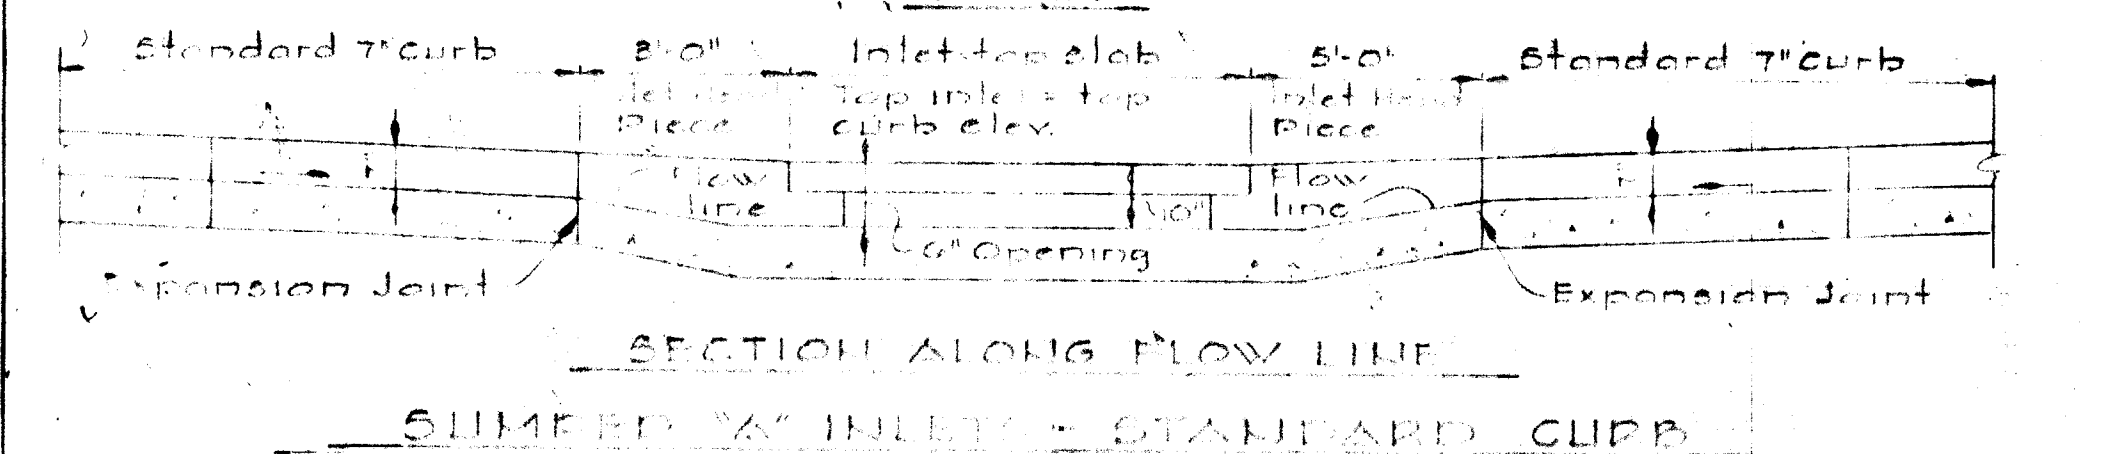 Standard 7" Curb
Inlet top slab
5'-0"
Standard 7" Curb
Top inlet = top
curb elev.
Inlet Head
Piece
Inlet Head
Piece
Flow
line
Flow
line
10"
6" Opening
Expansion Joint
Expansion Joint
SECTION ALONG FLOW LINE
SUMPED "A" INLETS - STANDARD CURB